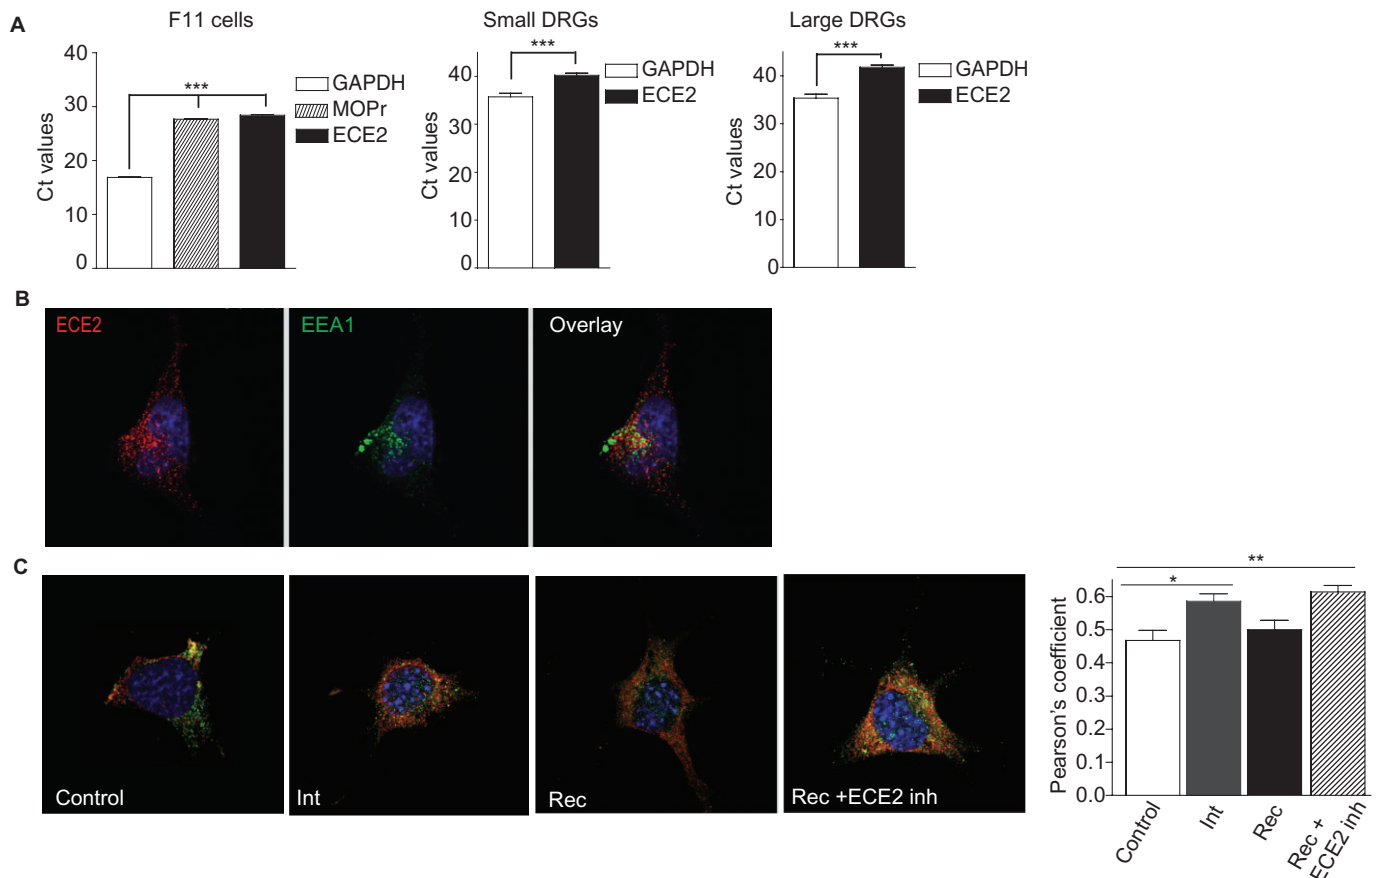 A
F11 cells
Small DRGs
Large DRGs
40
30
20
10
0
Ct values
***
GAPDH
MOPr
ECE2
40
30
20
10
0
Ct values
***
GAPDH
ECE2
40
30
20
10
0
Ct values
***
GAPDH
ECE2
B
ECE2
EEA1
Overlay
C
Control
Int
Rec
Rec +ECE2 inh
**
*
0.6
0.5
0.4
0.3
0.2
0.1
0.0
Pearson's coefficient
Control
Int
Rec
Rec +
ECE2 inh